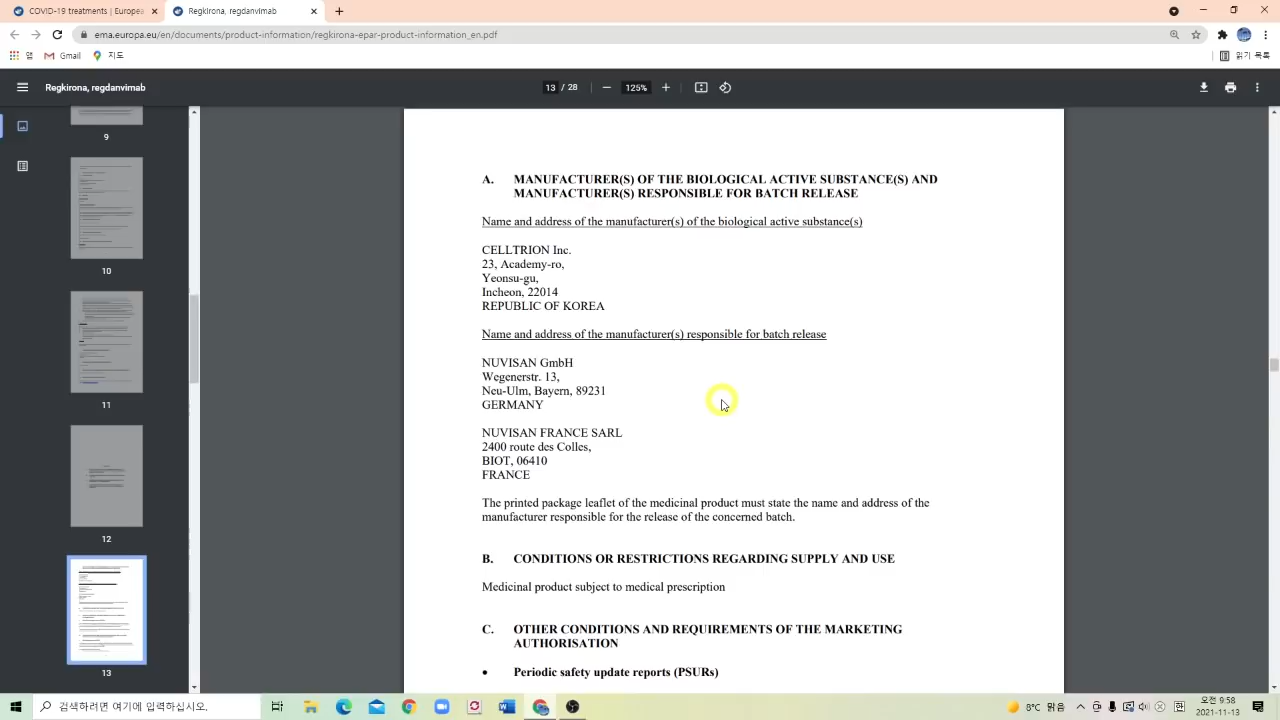 COVID-19 treatments | Europea
Regkirona, regdanvimab
ema.europa.eu/en/documents/product-information/regkirona-epar-product-information_en.pdf
앱
Gmail
지도
읽기 목록
Regkirona, regdanvimab
13 / 28
125%
9
10
11
12
13
A. MANUFACTURER(S) OF THE BIOLOGICAL ACTIVE SUBSTANCE(S) AND
MANUFACTURER(S) RESPONSIBLE FOR BATCH RELEASE
Name and address of the manufacturer(s) of the biological active substance(s)
CELLTRION Inc.
23, Academy-ro,
Yeonsu-gu,
Incheon, 22014
REPUBLIC OF KOREA
Name and address of the manufacturer(s) responsible for batch release
NUVISAN GmbH
Wegenerstr. 13,
Neu-Ulm, Bayern, 89231
GERMANY
NUVISAN FRANCE SARL
2400 route des Colles,
BIOT, 06410
FRANCE
The printed package leaflet of the medicinal product must state the name and address of the
manufacturer responsible for the release of the concerned batch.
B. CONDITIONS OR RESTRICTIONS REGARDING SUPPLY AND USE
Medicinal product subject to medical prescription
C. OTHER CONDITIONS AND REQUIREMENTS OF THE MARKETING
AUTHORISATION
• Periodic safety update reports (PSURs)
검색하려면 여기에 입력하십시오.
8°C 흐림
오전 9:58
2021-11-13